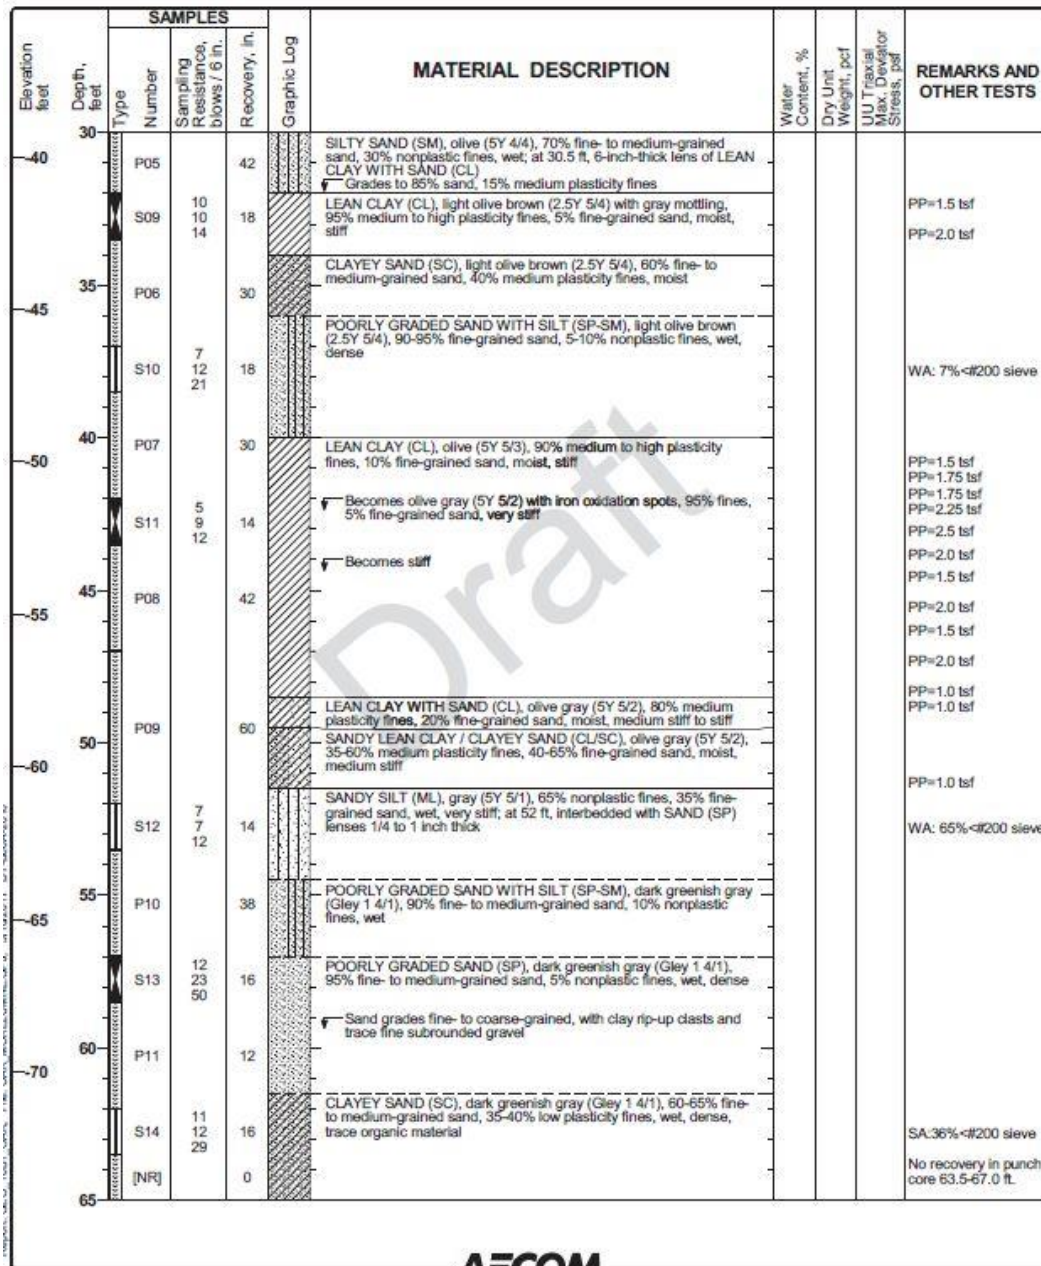 SAMPLES
Elevation
feet
Depth,
feet
Type
Number
Sampling
Resistance,
blows / 6 in.
Recovery, in.
Graphic Log
MATERIAL DESCRIPTION
Water
Content, %
Dry Unit
Weight, pcf
UU Triaxial
Max. Deviator
Stress, psf
REMARKS AND
OTHER TESTS
30
SILTY SAND (SM), olive (5Y 4/4), 70% fine- to medium-grained
sand, 30% nonplastic fines, wet; at 30.5 ft, 6-inch-thick lens of LEAN
CLAY WITH SAND (CL)
Grades to 85% sand, 15% medium plasticity fines
-40
P05
42
LEAN CLAY (CL), light olive brown (2.5Y 5/4) with gray mottling,
95% medium to high plasticity fines, 5% fine-grained sand, moist,
stiff
10
10
14
S09
18
PP=1.5 tsf
PP=2.0 tsf
CLAYEY SAND (SC), light olive brown (2.5Y 5/4), 60% fine- to
medium-grained sand, 40% medium plasticity fines, moist
35
P06
30
-45
POORLY GRADED SAND WITH SILT (SP-SM), light olive brown
(2.5Y 5/4), 90-95% fine-grained sand, 5-10% nonplastic fines, wet,
dense
7
12
21
S10
18
WA: 7%<#200 sieve
40
P07
30
LEAN CLAY (CL), olive (5Y 5/3), 90% medium to high plasticity
fines, 10% fine-grained sand, moist, stiff
-50
PP=1.5 tsf
PP=1.75 tsf
PP=1.75 tsf
PP=2.25 tsf
Becomes olive gray (5Y 5/2) with iron oxidation spots, 95% fines,
5% fine-grained sand, very stiff
5
9
12
S11
14
PP=2.5 tsf
PP=2.0 tsf
Becomes stiff
PP=1.5 tsf
45
P08
42
PP=2.0 tsf
-55
PP=1.5 tsf
PP=2.0 tsf
PP=1.0 tsf
PP=1.0 tsf
LEAN CLAY WITH SAND (CL), olive gray (5Y 5/2), 80% medium
plasticity fines, 20% fine-grained sand, moist, medium stiff to stiff
P09
60
SANDY LEAN CLAY / CLAYEY SAND (CL/SC), olive gray (5Y 5/2),
35-60% medium plasticity fines, 40-65% fine-grained sand, moist,
medium stiff
50
-60
PP=1.0 tsf
SANDY SILT (ML), gray (5Y 5/1), 65% nonplastic fines, 35% fine-
grained sand, wet, very stiff; at 52 ft, interbedded with SAND (SP)
lenses 1/4 to 1 inch thick
7
7
12
S12
14
WA: 65%<#200 sieve
55
P10
38
POORLY GRADED SAND WITH SILT (SP-SM), dark greenish gray
(Gley 1 4/1), 90% fine- to medium-grained sand, 10% nonplastic
fines, wet
-65
POORLY GRADED SAND (SP), dark greenish gray (Gley 1 4/1),
95% fine- to medium-grained sand, 5% nonplastic fines, wet, dense
12
23
50
S13
16
Sand grades fine- to coarse-grained, with clay rip-up clasts and
trace fine subrounded gravel
60
P11
12
-70
CLAYEY SAND (SC), dark greenish gray (Gley 1 4/1), 60-65% fine-
to medium-grained sand, 35-40% low plasticity fines, wet, dense,
trace organic material
11
12
29
S14
16
SA:36%<#200 sieve
[NR]
0
No recovery in punch
core 63.5-67.0 ft.
65
Draft
AECOM